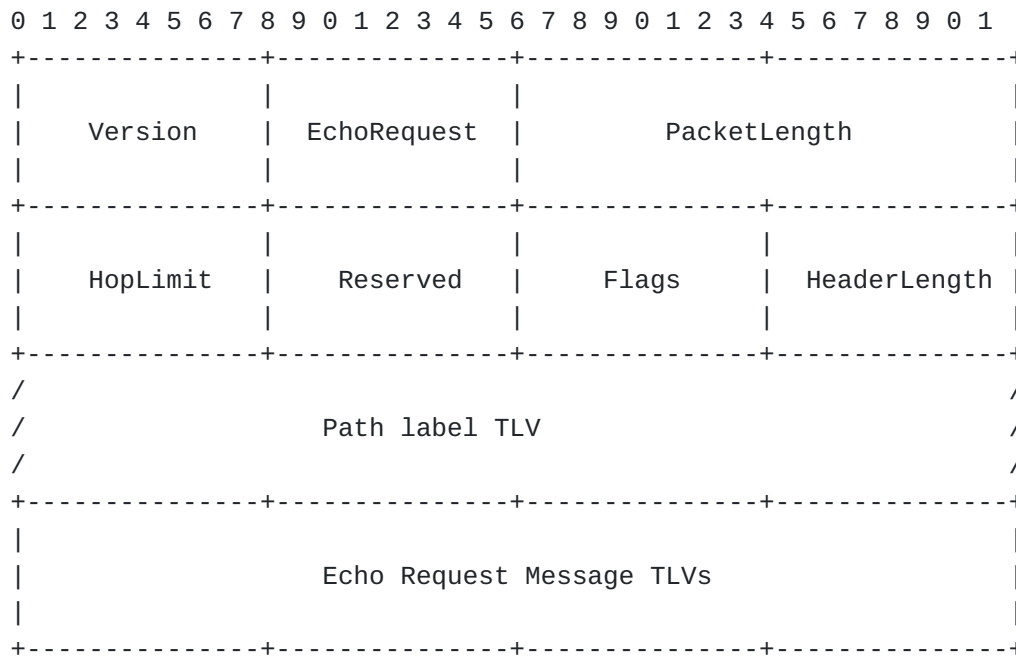 0 1 2 3 4 5 6 7 8 9 0 1 2 3 4 5 6 7 8 9 0 1 2 3 4 5 6 7 8 9 0 1
+---------------+---------------+---------------+---------------+
|               |               |                               |
|    Version    |  EchoRequest  |         PacketLength          |
|               |               |                               |
+---------------+---------------+---------------+---------------+
|               |               |               |               |
|    HopLimit   |    Reserved   |     Flags     |  HeaderLength |
|               |               |               |               |
+---------------+---------------+---------------+---------------+
/                                                               /
/                   Path label TLV                              /
/                                                               /
+---------------+---------------+---------------+---------------+
|                                                               |
|                   Echo Request Message TLVs                   |
|                                                               |
+---------------+---------------+---------------+---------------+